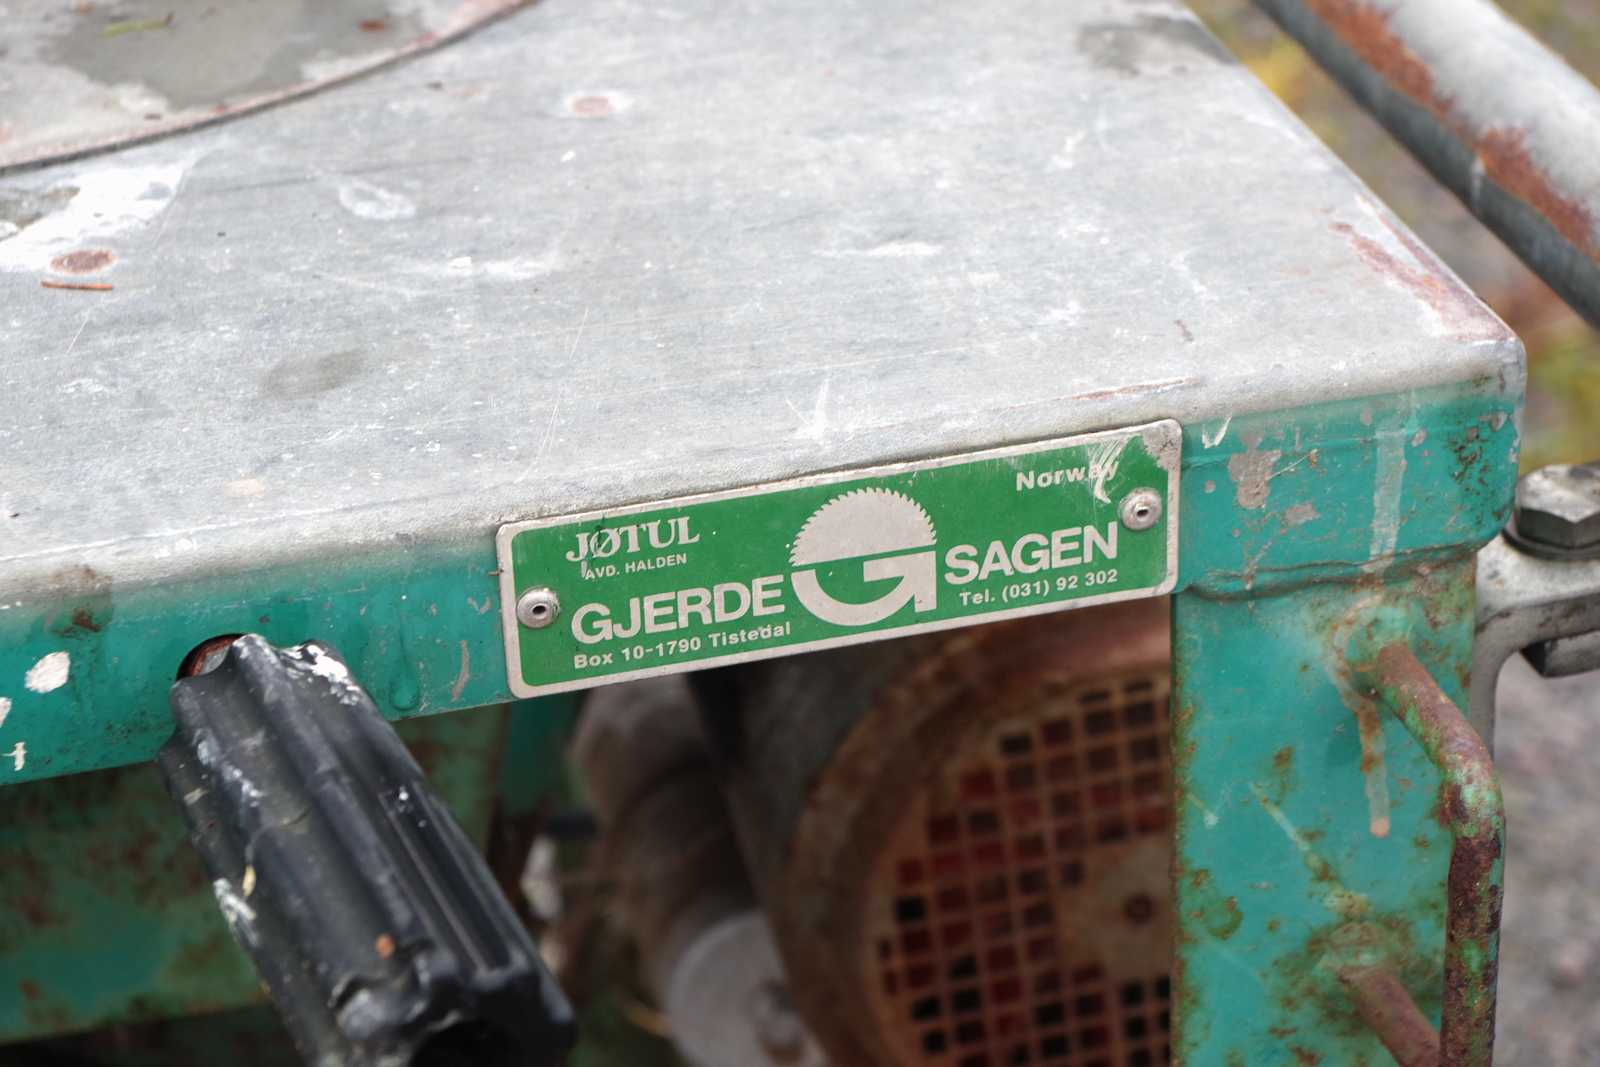 JØTUL
AVD. HALDEN
Norway
GJERDE G SAGEN
Box 10-1790 Tistedal
Tel. (031) 92 302